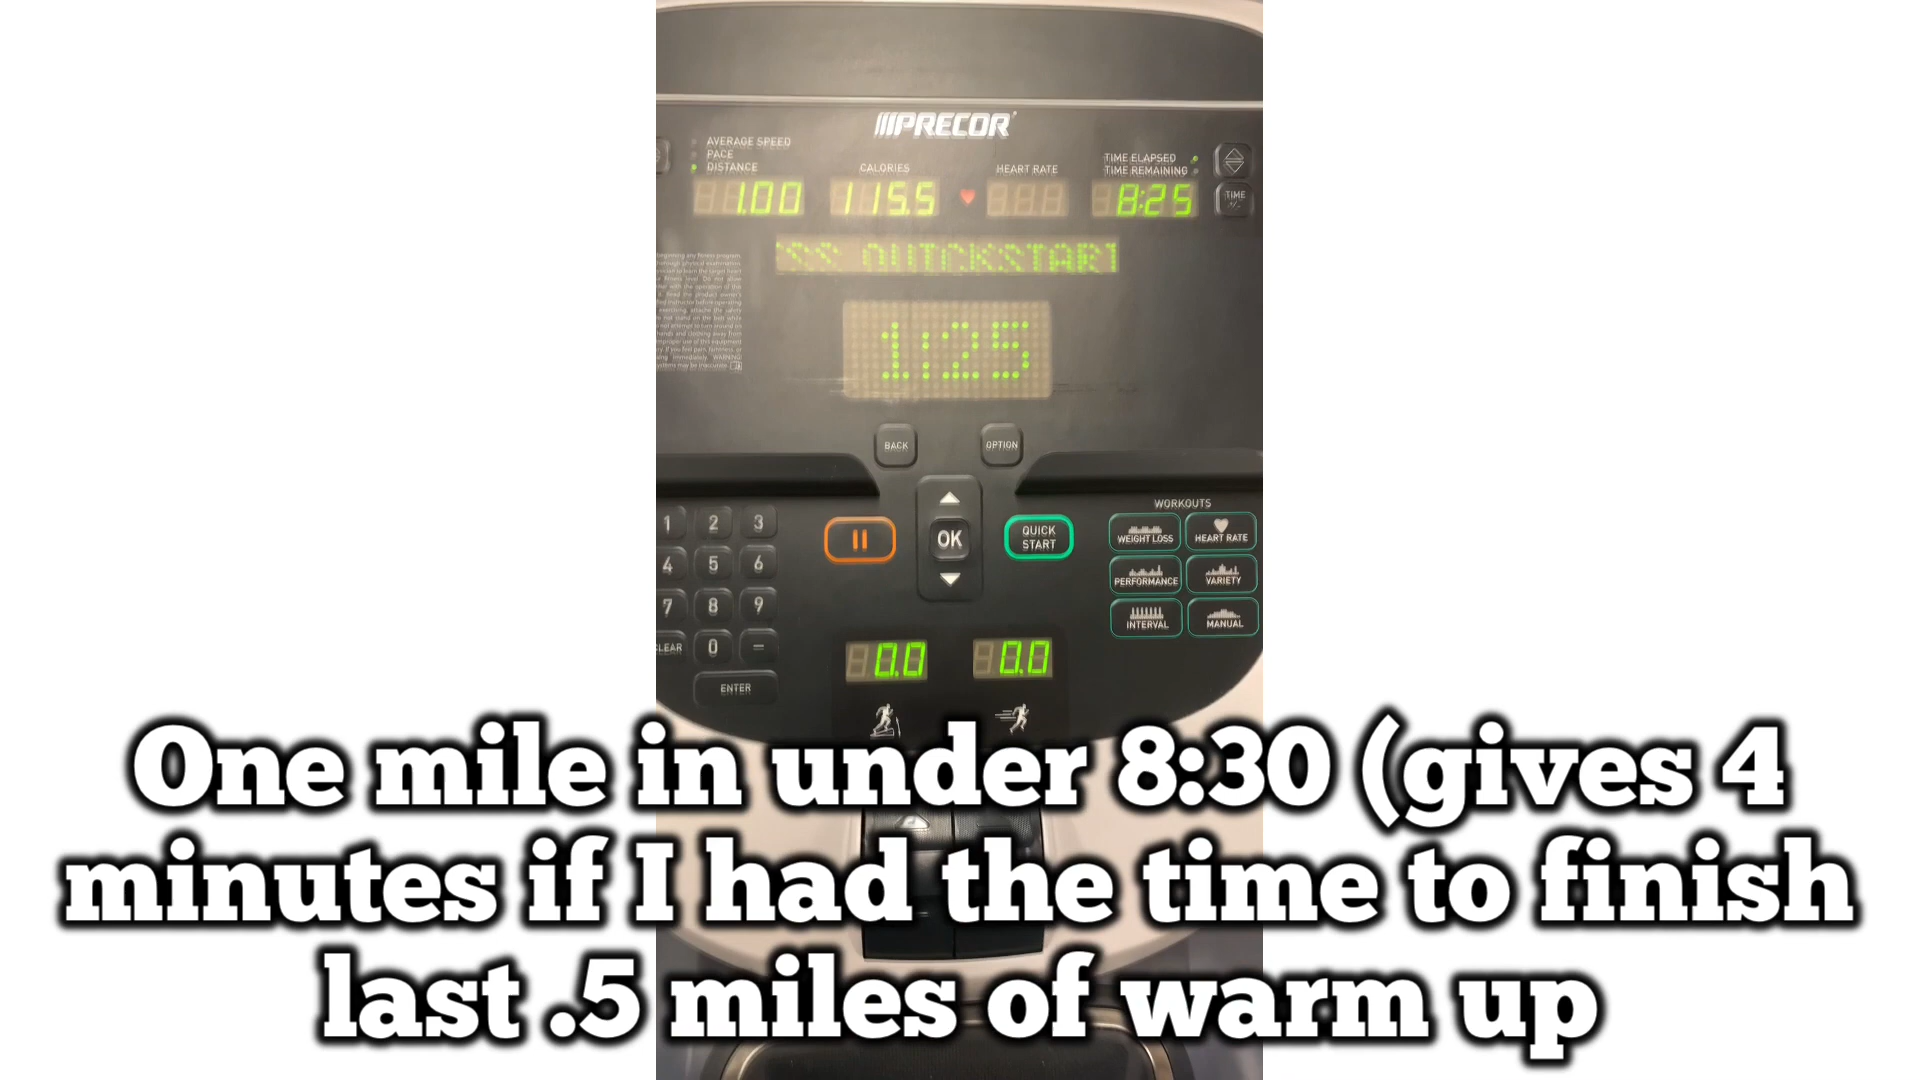 PRECOR
AVERAGE SPEED
PACE
DISTANCE
CALORIES
HEART RATE
TIME ELAPSED
TIME REMAINING
1.00
115.5
8:25
TIME
SS QUICKSTART
1:25
BACK
OPTION
WORKOUTS
1 2 3
OK
QUICK
START
WEIGHT LOSS
HEART RATE
4 5 6
PERFORMANCE
VARIETY
7 8 9
INTERVAL
MANUAL
CLEAR 0 =
ENTER
0.0
0.0
One mile in under 8:30 (gives 4
minutes if I had the time to finish
last .5 miles of warm up